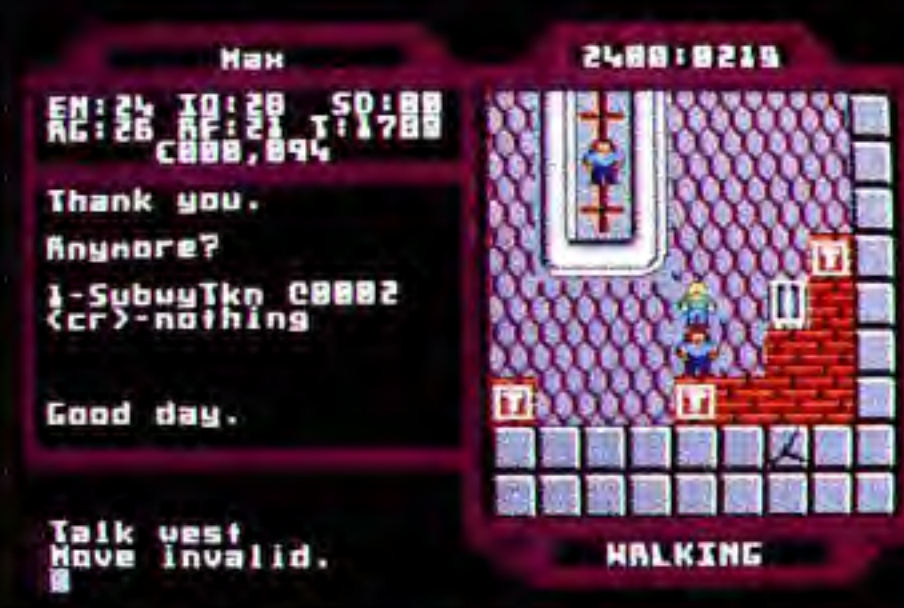 Max
EN:24 IQ:20 SD:00
AG:26 AF:21 T:1700
C000,094
Thank you.
Anymore?
1-SubwyTkn C0002
(cr)-nothing
Good day.
Talk west
Move invalid.
2400:0219
T
T
T
WALKING